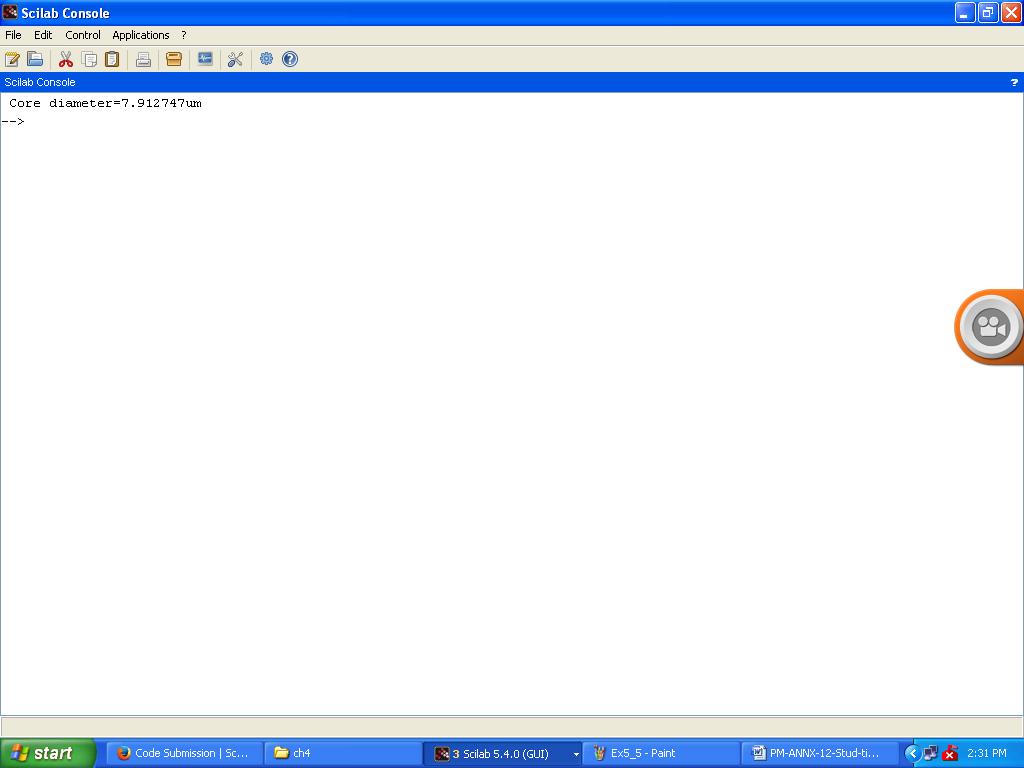 Scilab Console
File Edit Control Applications ?
Scilab Console ?
Core diameter=7.912747um
-->
start Code Submission | Sc... ch4 3 Scilab 5.4.0 (GUI) Ex5_5 - Paint PM-ANNX-12-Stud-ti... 2:31 PM